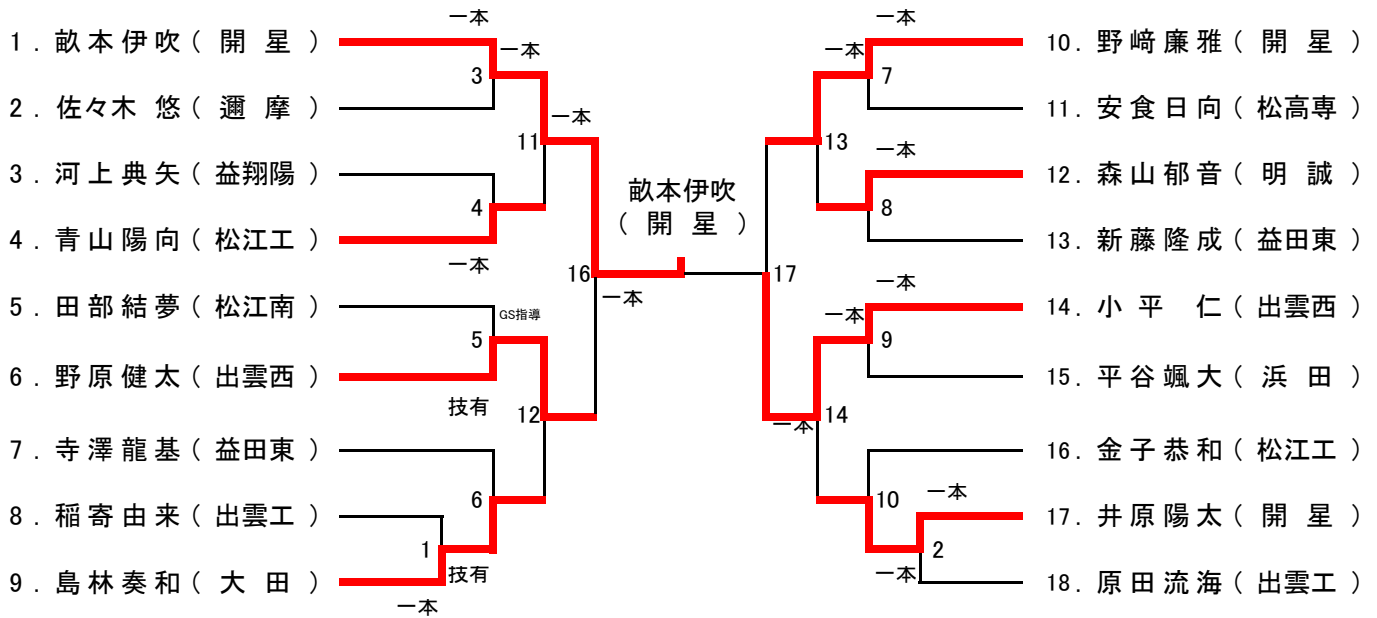 一本
1．畝本伊吹（ 開 星 ）
一本
3
2．佐々木 悠（ 邇 摩 ）
一本
11
3．河上典矢（ 益翔陽 ）
4
4．青山陽向（ 松江工 ）
一本
16
一本
5．田部結夢（ 松江南 ）
GS指導
5
6．野原健太（ 出雲西 ）
技有
12
7．寺澤龍基（ 益田東 ）
6
8．稲寄由来（ 出雲工 ）
1
技有
9．島林奏和（ 大 田 ）
一本
畝本伊吹
（ 開 星 ）
一本
10．野﨑廉雅（ 開 星 ）
一本
7
11．安食日向（ 松高専 ）
13
一本
12．森山郁音（ 明 誠 ）
8
13．新藤隆成（ 益田東 ）
17
一本
14．小平 仁（ 出雲西 ）
一本
9
15．平谷颯大（ 浜 田 ）
14
一本
16．金子恭和（ 松江工 ）
10
一本
17．井原陽太（ 開 星 ）
2
一本
18．原田流海（ 出雲工 ）